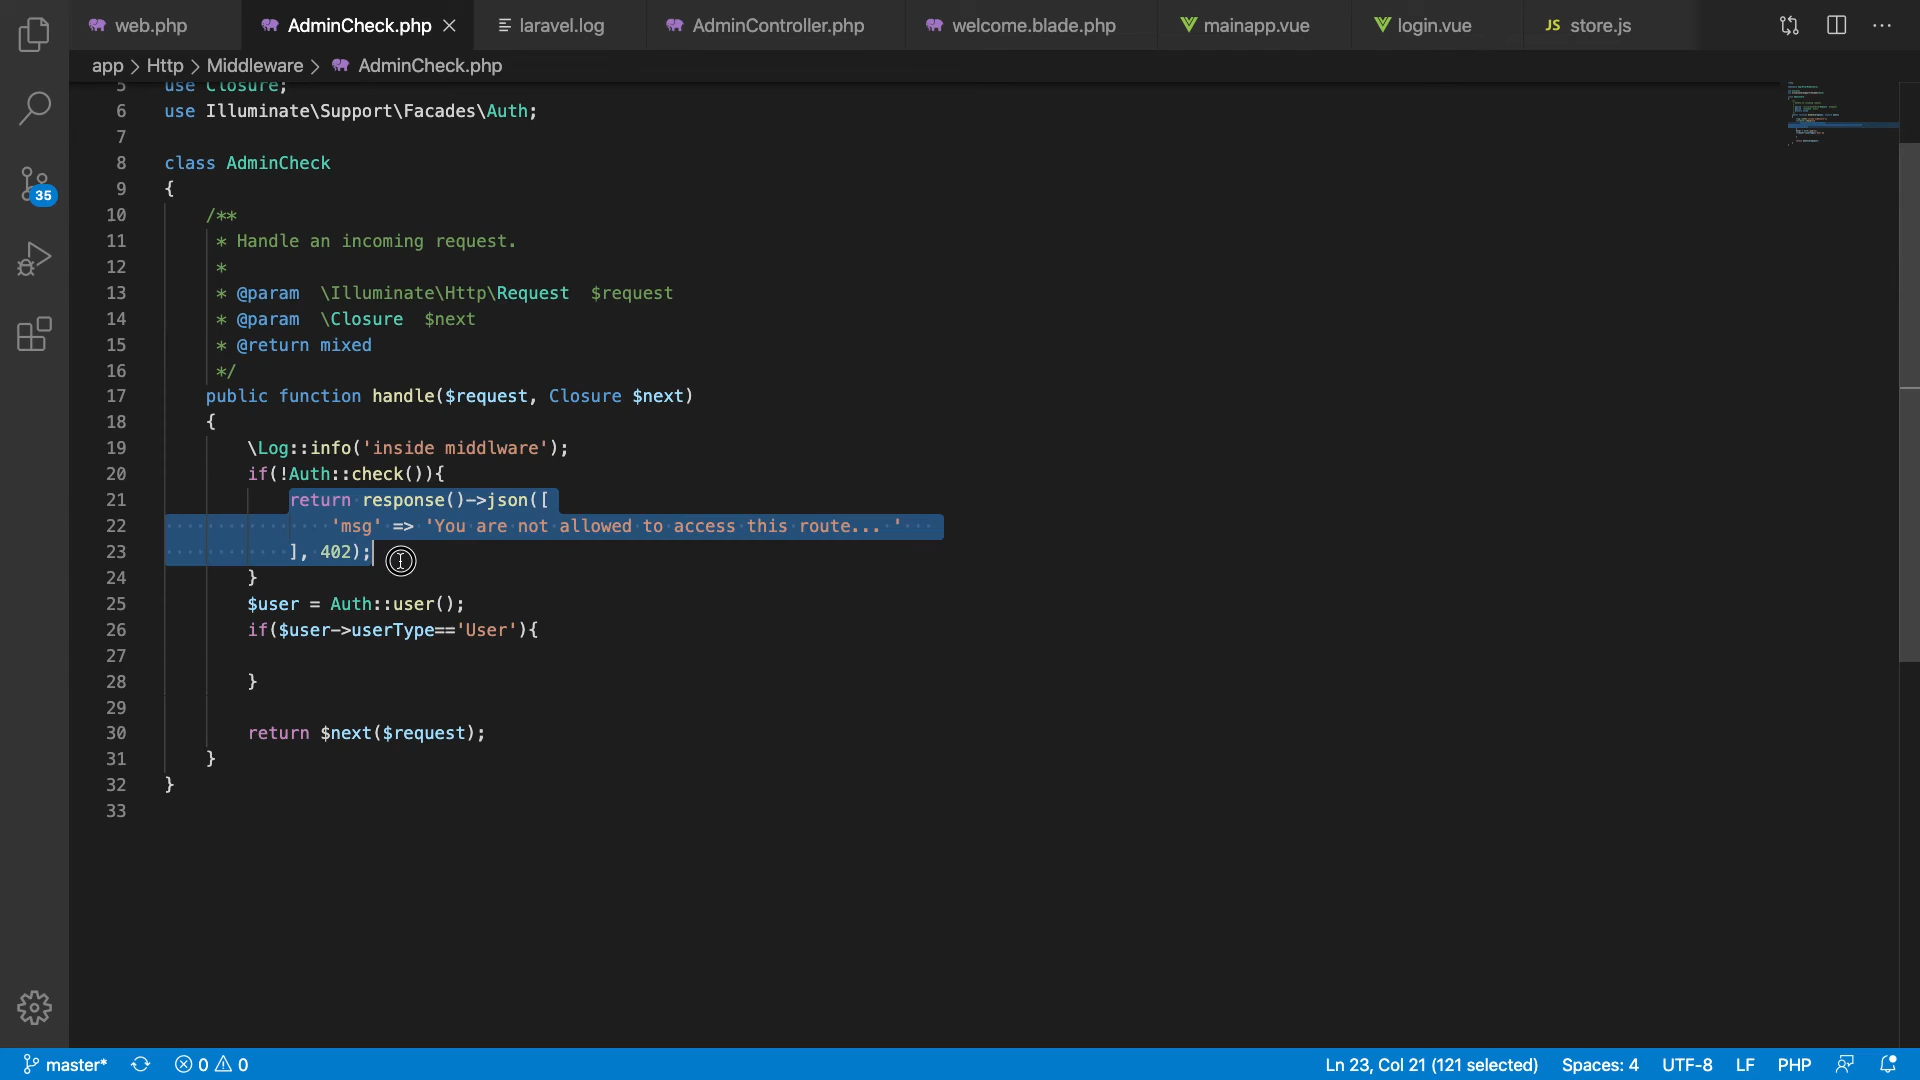 web.php
AdminCheck.php
laravel.log
AdminController.php
welcome.blade.php
mainapp.vue
login.vue
JS store.js
app > Http > Middleware > AdminCheck.php
5 use Closure;
6 use Illuminate\Support\Facades\Auth;
7
8 class AdminCheck
9 {
10 /**
11 * Handle an incoming request.
12 *
13 * @param  \Illuminate\Http\Request  $request
14 * @param  \Closure  $next
15 * @return mixed
16 */
17 public function handle($request, Closure $next)
18 {
19 \Log::info('inside middlware');
20 if(!Auth::check()){
21 return response()->json([
22 'msg' => 'You are not allowed to access this route... '
23 ], 402);
24 }
25 $user = Auth::user();
26 if($user->userType=='User'){
27
28 }
29
30 return $next($request);
31 }
32 }
33
35
master*
0 0
Ln 23, Col 21 (121 selected)
Spaces: 4
UTF-8
LF
PHP